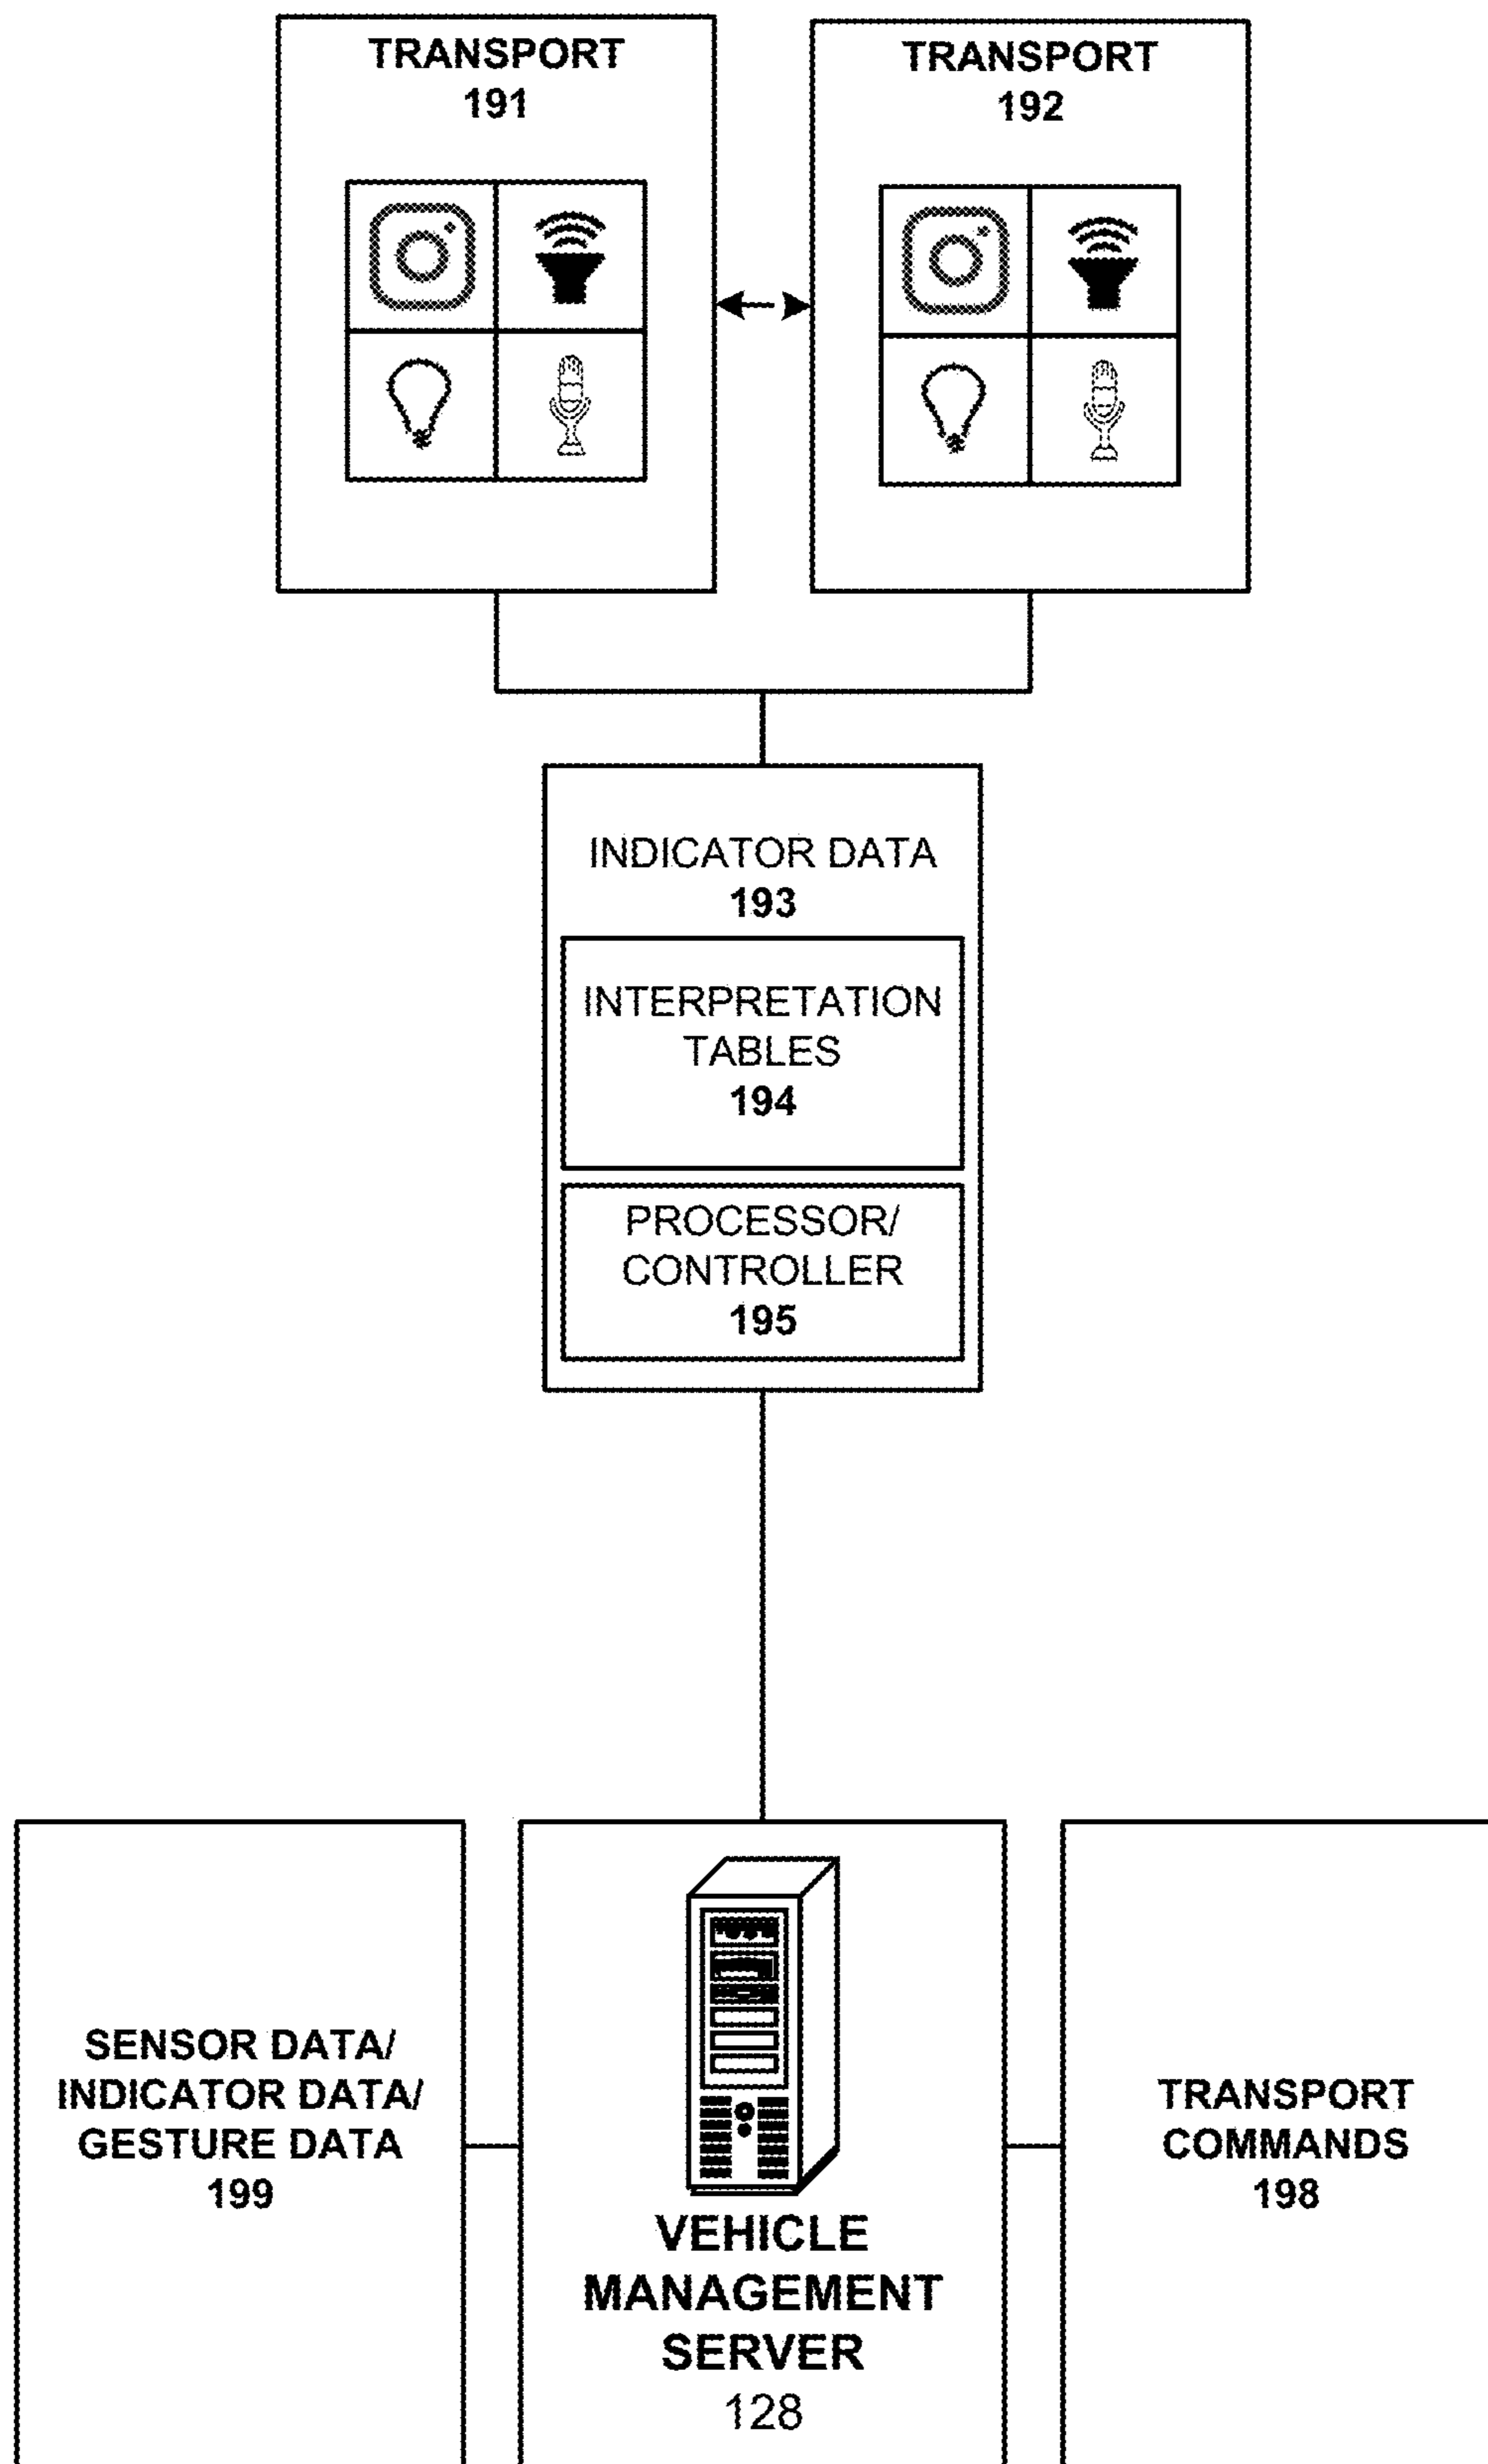 TRANSPORT
191
TRANSPORT
192
INDICATOR DATA
193
INTERPRETATION
TABLES
194
PROCESSOR/
CONTROLLER
195
SENSOR DATA/
INDICATOR DATA/
GESTURE DATA
199
VEHICLE
MANAGEMENT
SERVER
128
TRANSPORT
COMMANDS
198